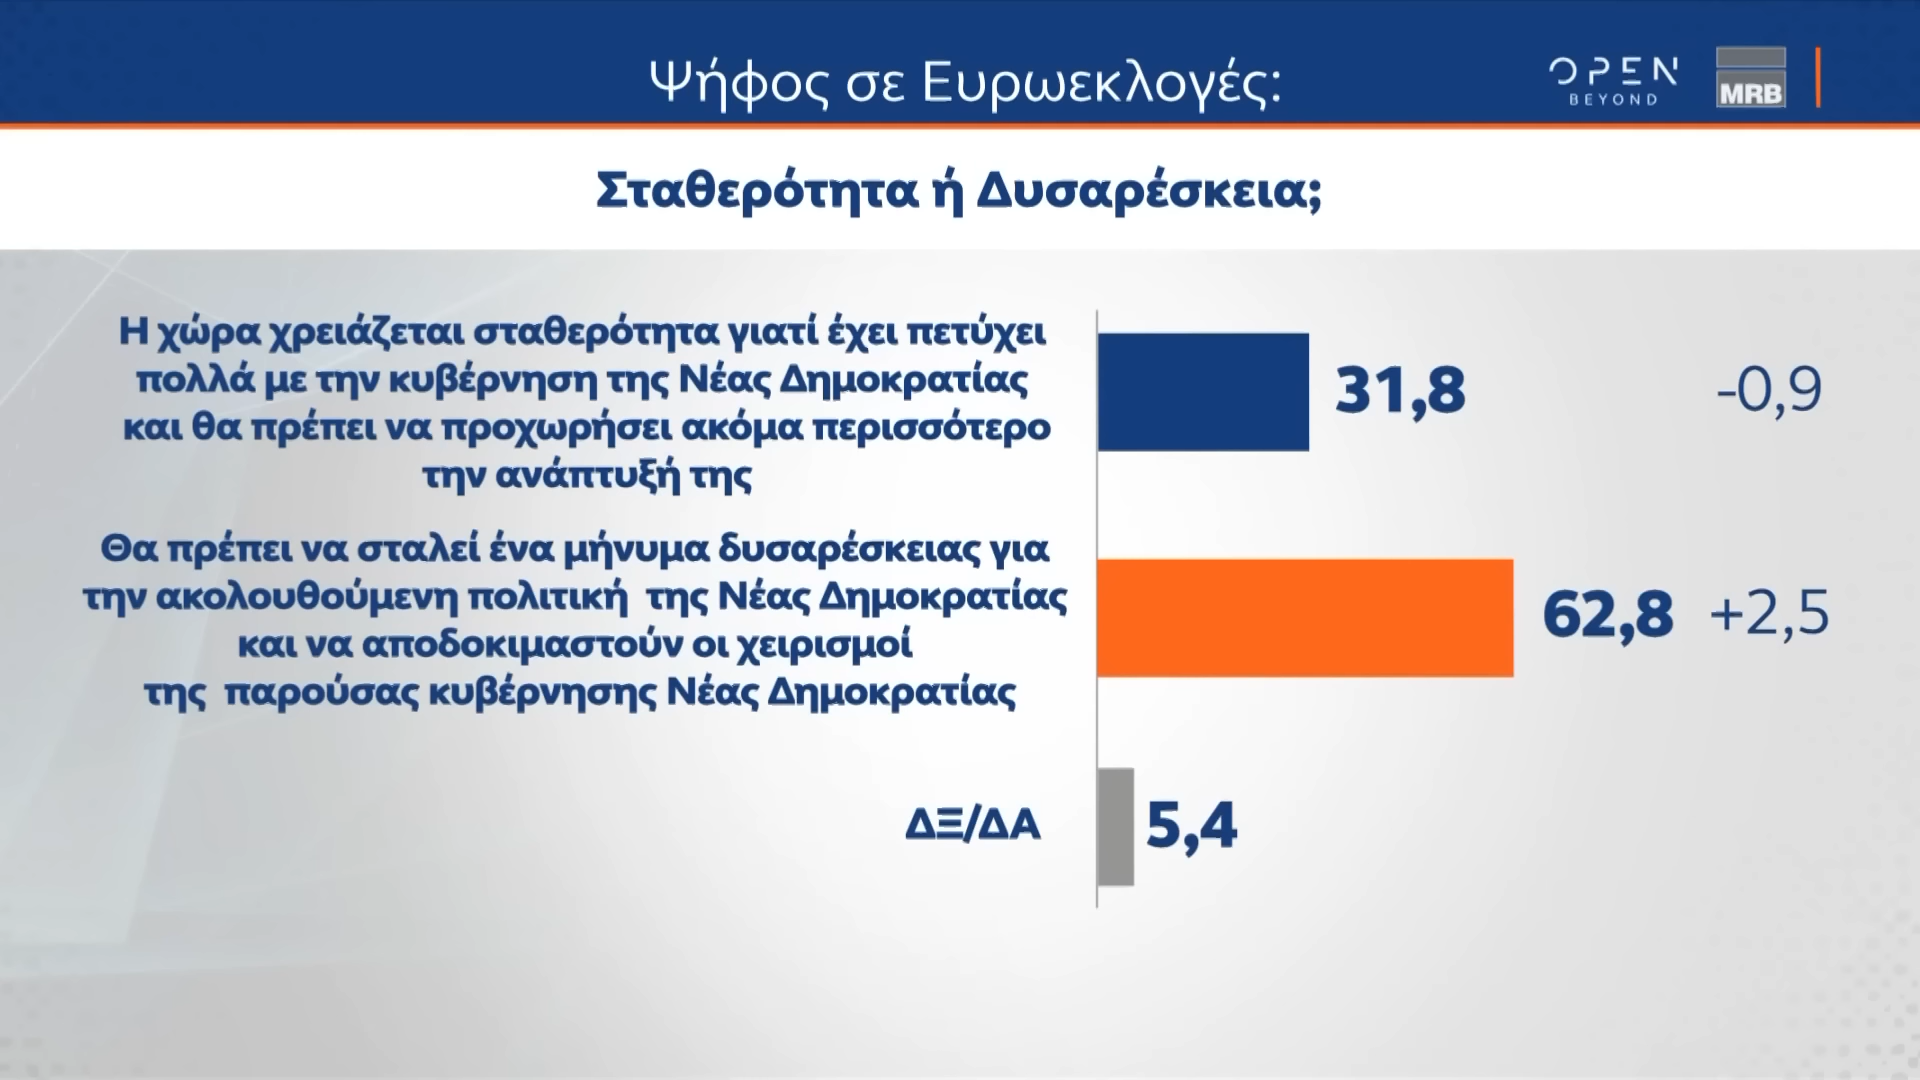 Ψήφος σε Ευρωεκλογές:
OPEN
BEYOND
MRB
Σταθερότητα ή Δυσαρέσκεια;
Η χώρα χρειάζεται σταθερότητα γιατί έχει πετύχει
πολλά με την κυβέρνηση της Νέας Δημοκρατίας
και θα πρέπει να προχωρήσει ακόμα περισσότερο
την ανάπτυξή της
31,8 -0,9
Θα πρέπει να σταλεί ένα μήνυμα δυσαρέσκειας για
την ακολουθούμενη πολιτική της Νέας Δημοκρατίας
και να αποδοκιμαστούν οι χειρισμοί
της παρούσας κυβέρνησης Νέας Δημοκρατίας
62,8 +2,5
ΔΞ/ΔΑ 5,4